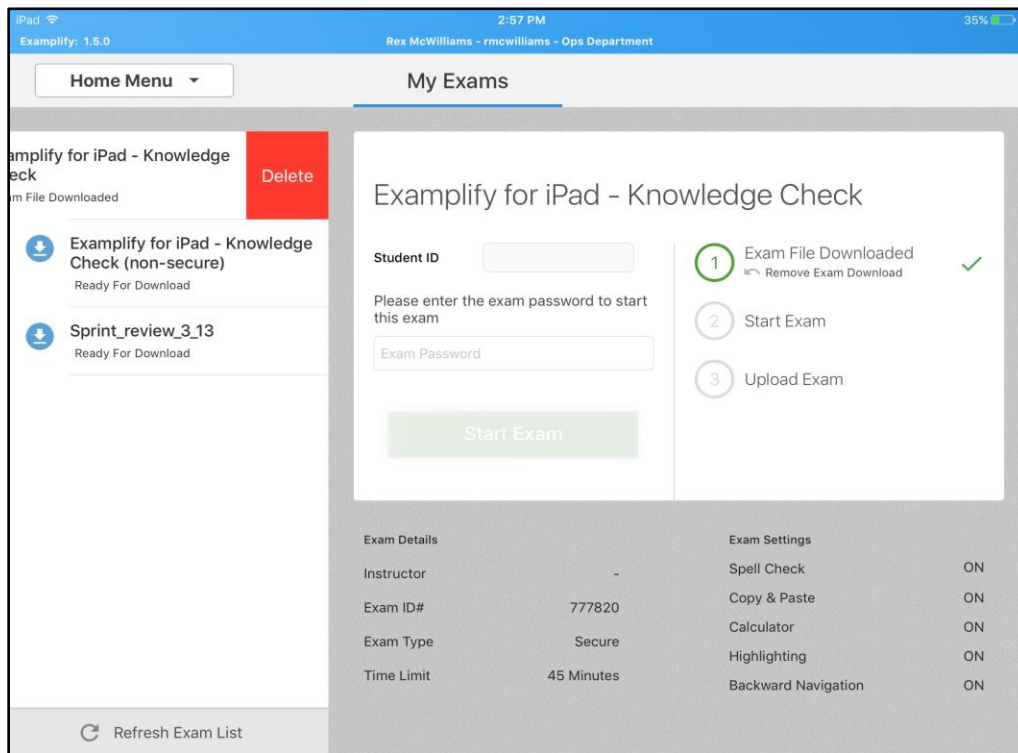 iPad 2:57 PM 35%
Examplify: 1.5.0 Rex McWilliams - rmcwilliams - Ops Department
Home Menu
My Exams
amplify for iPad - Knowledge
eck
m File Downloaded
Delete
Examplify for iPad - Knowledge
Check (non-secure)
Ready For Download
Sprint_review_3_13
Ready For Download
Refresh Exam List
Examplify for iPad - Knowledge Check
Student ID
Please enter the exam password to start
this exam
Exam Password
Start Exam
1 Exam File Downloaded
Remove Exam Download
2 Start Exam
3 Upload Exam
Exam Details
Instructor -
Exam ID# 777820
Exam Type Secure
Time Limit 45 Minutes
Exam Settings
Spell Check ON
Copy & Paste ON
Calculator ON
Highlighting ON
Backward Navigation ON